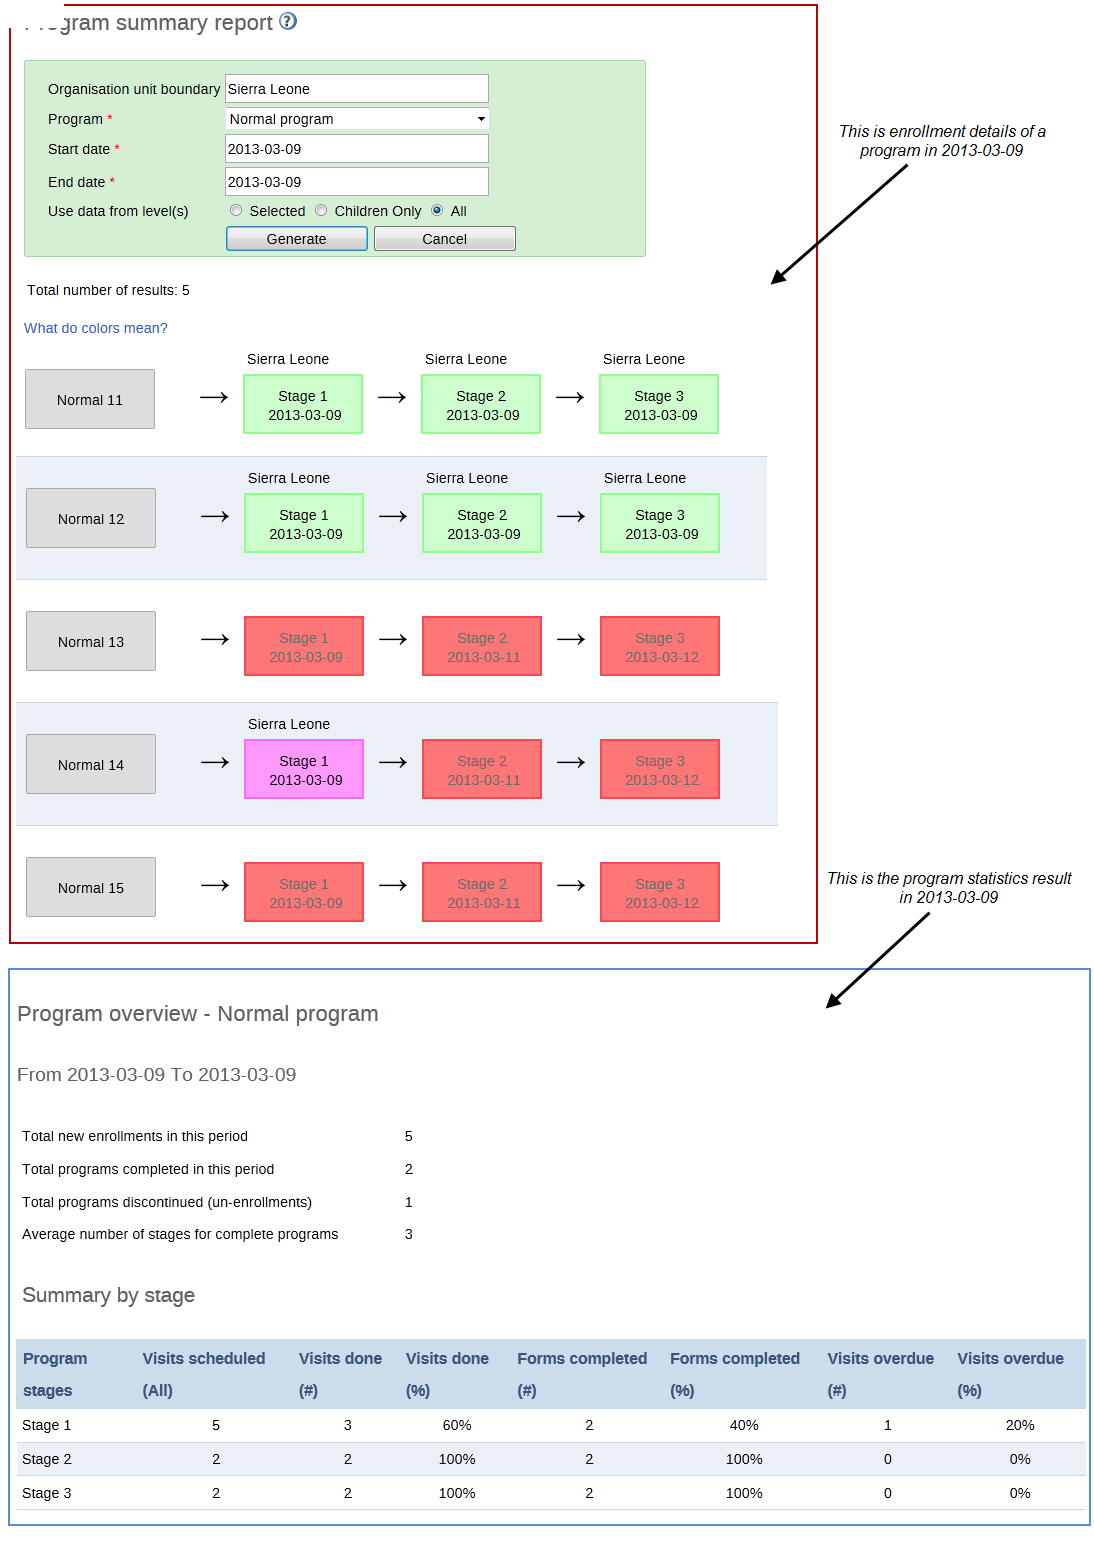 Program summary report
Organisation unit boundary Sierra Leone
Program * Normal program
Start date * 2013-03-09
End date * 2013-03-09
Use data from level(s) Selected Children Only All
Generate Cancel
This is enrollment details of a
program in 2013-03-09
Total number of results: 5
What do colors mean?
Sierra Leone Sierra Leone Sierra Leone
Normal 11 → Stage 1 → Stage 2 → Stage 3
2013-03-09 2013-03-09 2013-03-09
Sierra Leone Sierra Leone Sierra Leone
Normal 12 → Stage 1 → Stage 2 → Stage 3
2013-03-09 2013-03-09 2013-03-09
Normal 13 → Stage 1 → Stage 2 → Stage 3
2013-03-09 2013-03-11 2013-03-12
Sierra Leone
Normal 14 → Stage 1 → Stage 2 → Stage 3
2013-03-09 2013-03-11 2013-03-12
Normal 15 → Stage 1 → Stage 2 → Stage 3
2013-03-09 2013-03-11 2013-03-12
This is the program statistics result
in 2013-03-09
Program overview - Normal program
From 2013-03-09 To 2013-03-09
Total new enrollments in this period 5
Total programs completed in this period 2
Total programs discontinued (un-enrollments) 1
Average number of stages for complete programs 3
Summary by stage
Program Visits scheduled Visits done Visits done Forms completed Forms completed Visits overdue Visits overdue
stages (All) (#) (%) (#) (%) (#) (%)
Stage 1 5 3 60% 2 40% 1 20%
Stage 2 2 2 100% 2 100% 0 0%
Stage 3 2 2 100% 2 100% 0 0%